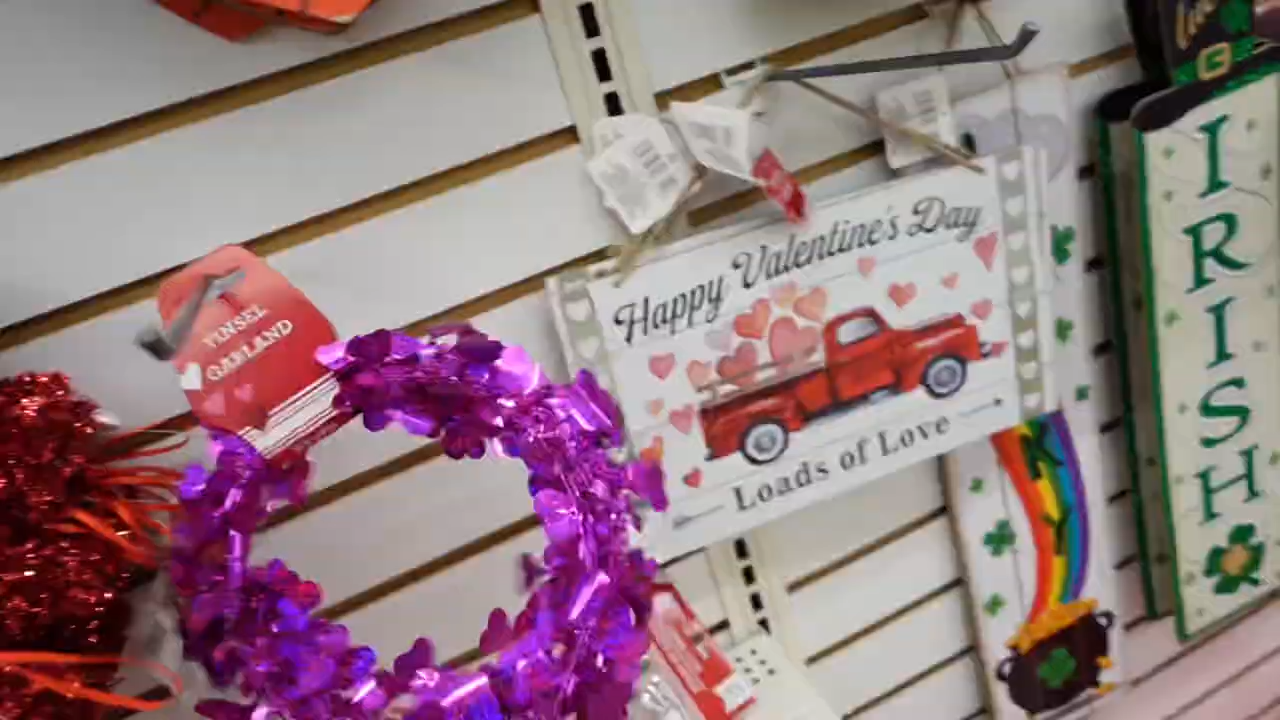 TINSEL
GARLAND
Happy Valentine's Day
Loads of Love
IRISH
K
Y